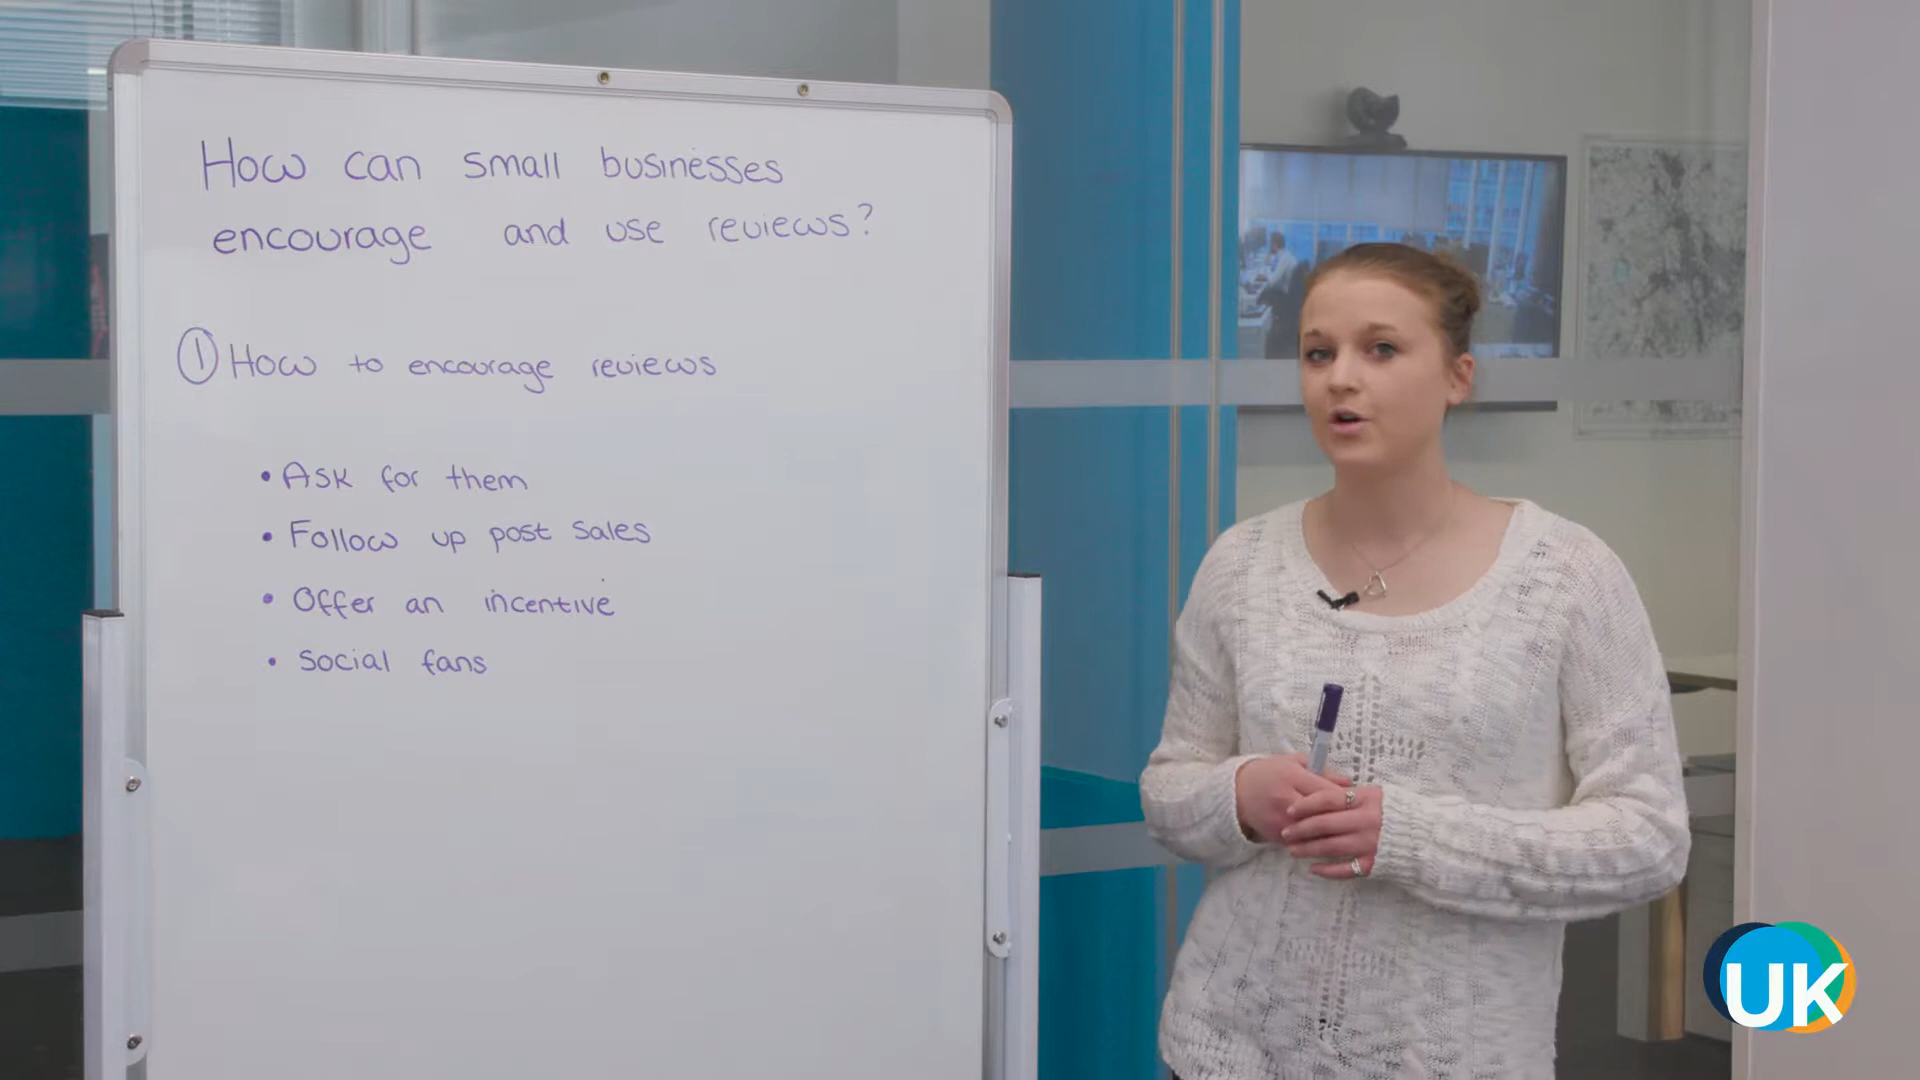 How can small businesses
encourage and use reviews?
① How to encourage reviews
• Ask for them
• Follow up post sales
• Offer an incentive
• Social fans
UK